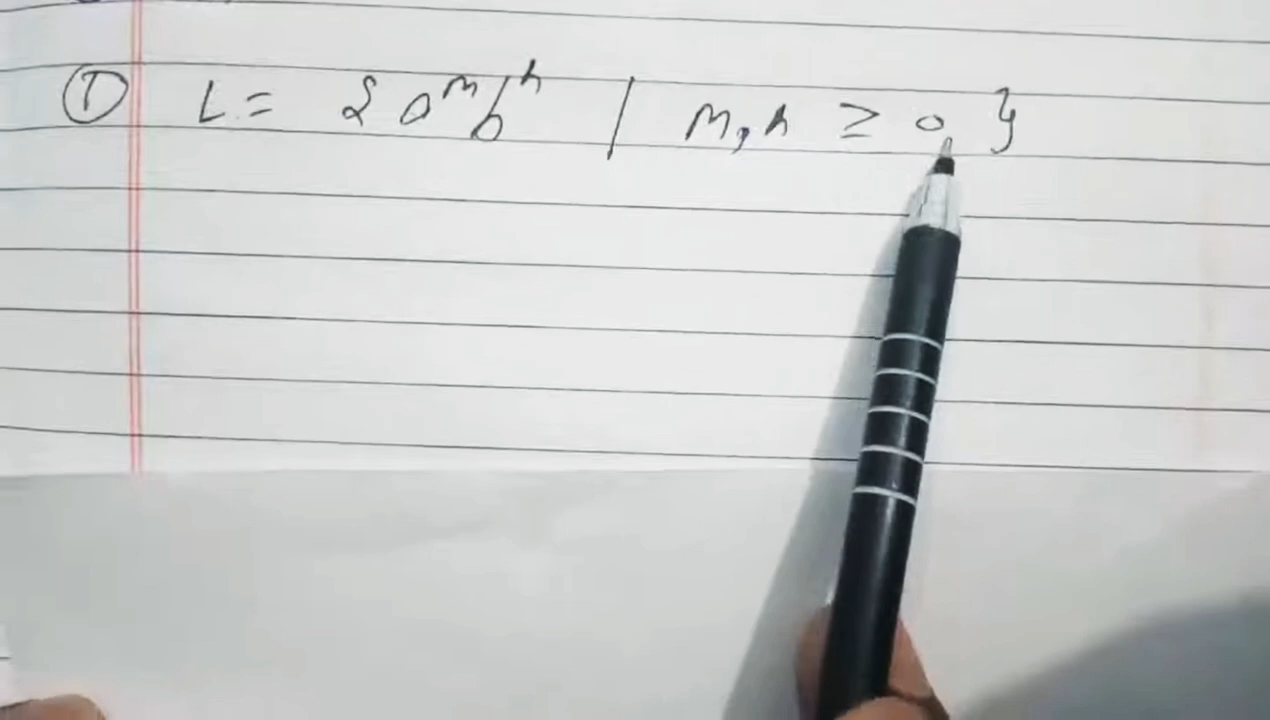 ① L = { a^m b^n | m, n ≥ 0 }